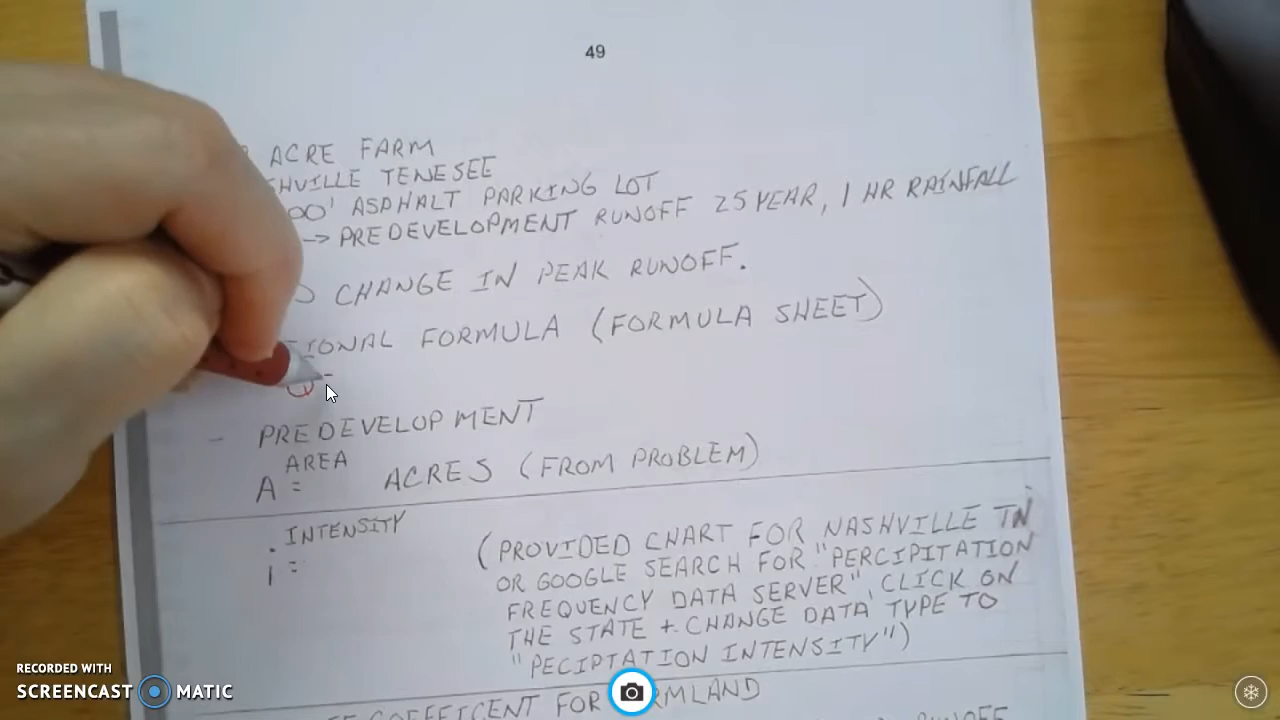 49
ACRE FARM
SHVILLE TENESEE
00' ASPHALT PARKING LOT
-> PREDEVELOPMENT RUNOFF 25 YEAR, 1 HR RAINFALL
CHANGE IN PEAK RUNOFF.
TIONAL FORMULA (FORMULA SHEET)
Q =
- PREDEVELOPMENT
AREA
A = ACRES (FROM PROBLEM)
INTENSITY
i = (PROVIDED CHART FOR NASHVILLE TN
OR GOOGLE SEARCH FOR "PERCIPITATION
FREQUENCY DATA SERVER", CLICK ON
THE STATE + CHANGE DATA TYPE TO
"PECIPTATION INTENSITY")
COEFFICENT FOR RMLAND
RUNOFF
RECORDED WITH
SCREENCAST MATIC